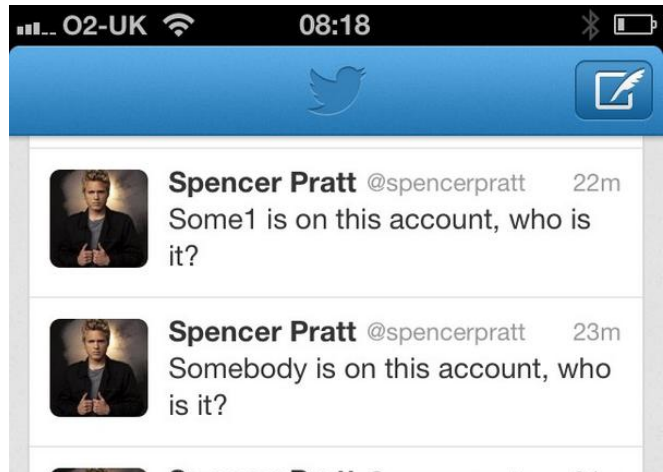 O2-UK 08:18
Spencer Pratt @spencerpratt 22m
Some1 is on this account, who is
it?
Spencer Pratt @spencerpratt 23m
Somebody is on this account, who
is it?